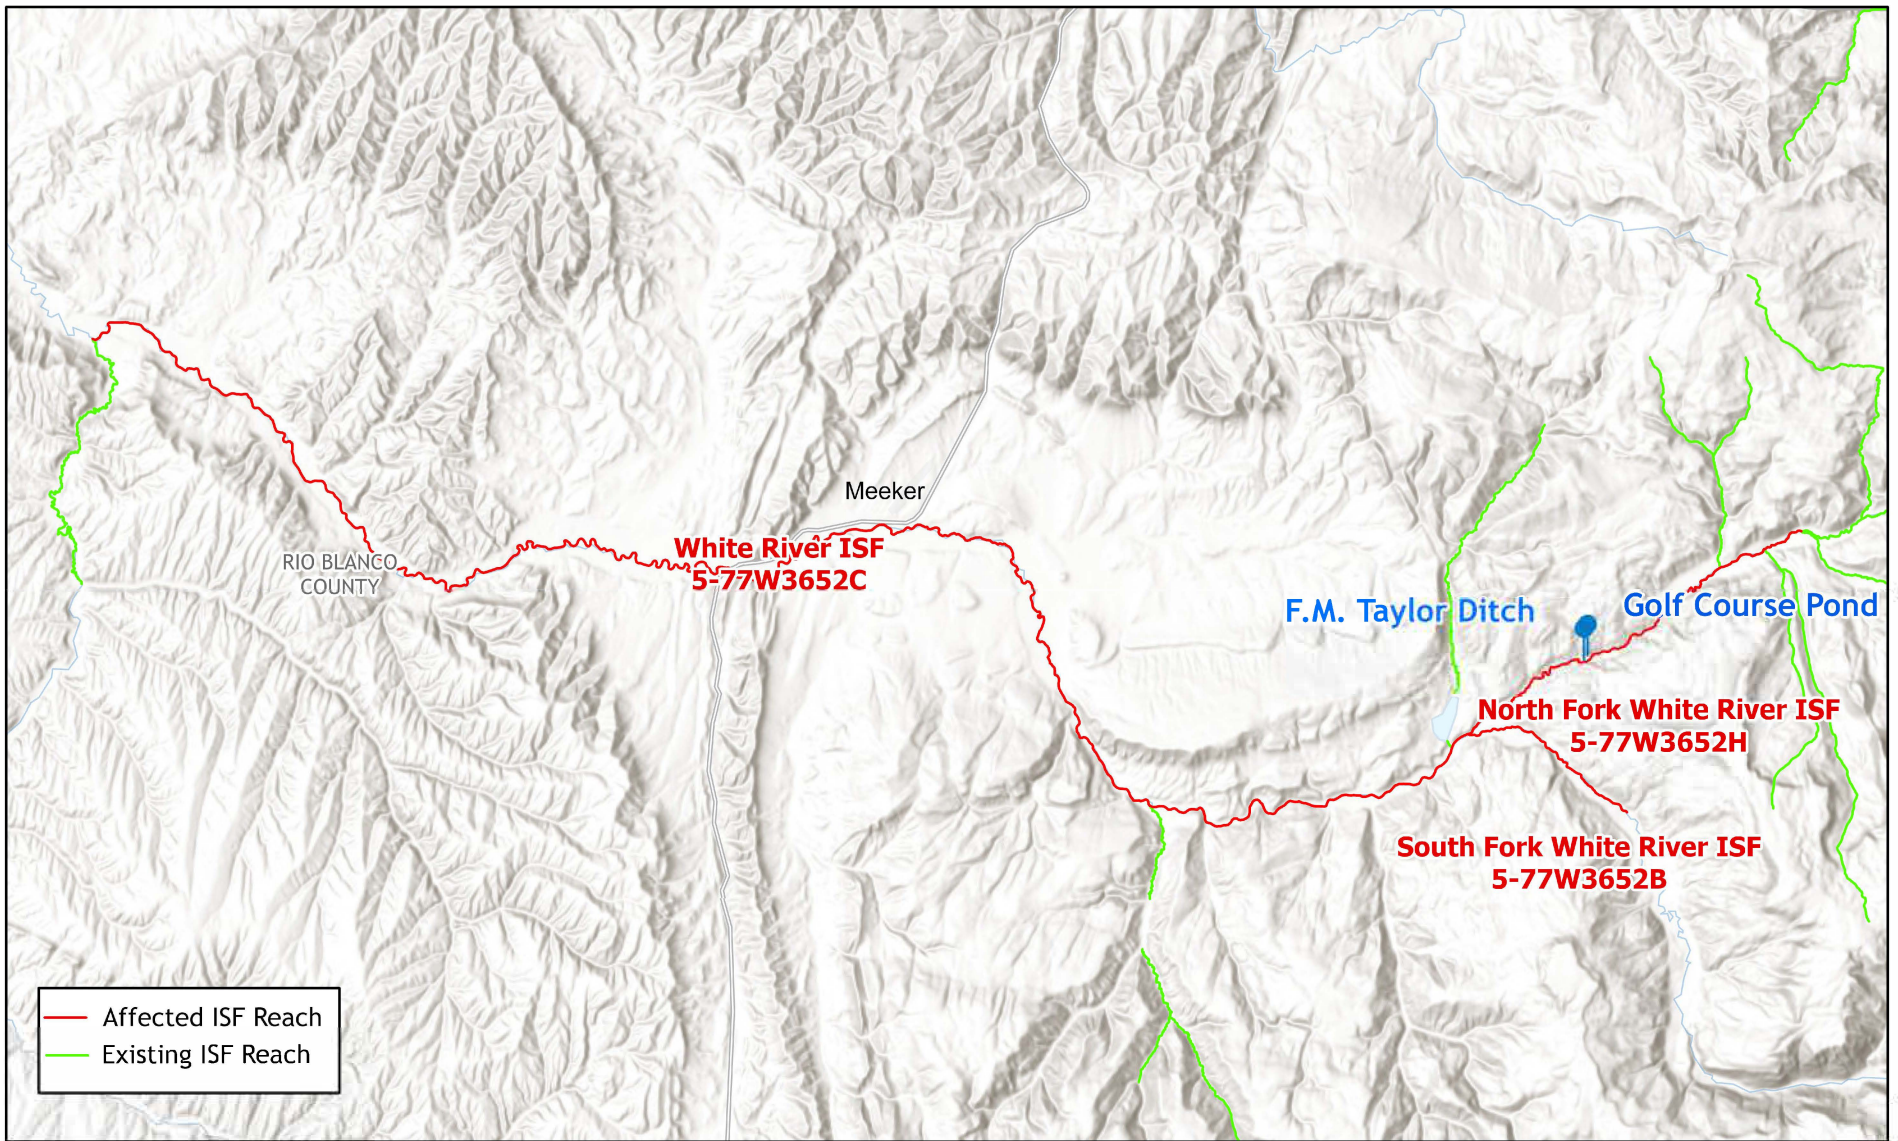 Meeker
White River ISF
5-77W3652C
RIO BLANCO
COUNTY
F.M. Taylor Ditch
Golf Course Pond
North Fork White River ISF
5-77W3652H
South Fork White River ISF
5-77W3652B
Affected ISF Reach
Existing ISF Reach